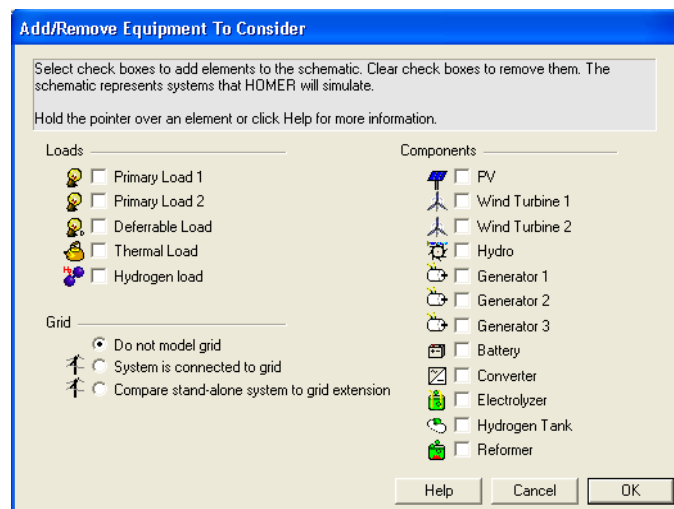 Add/Remove Equipment To Consider
Select check boxes to add elements to the schematic. Clear check boxes to remove them. The
schematic represents systems that HOMER will simulate.
Hold the pointer over an element or click Help for more information.
Loads
Primary Load 1
Primary Load 2
Deferrable Load
Thermal Load
Hydrogen load
Grid
Do not model grid
System is connected to grid
Compare stand-alone system to grid extension
Components
PV
Wind Turbine 1
Wind Turbine 2
Hydro
Generator 1
Generator 2
Generator 3
Battery
Converter
Electrolyzer
Hydrogen Tank
Reformer
Help
Cancel
OK